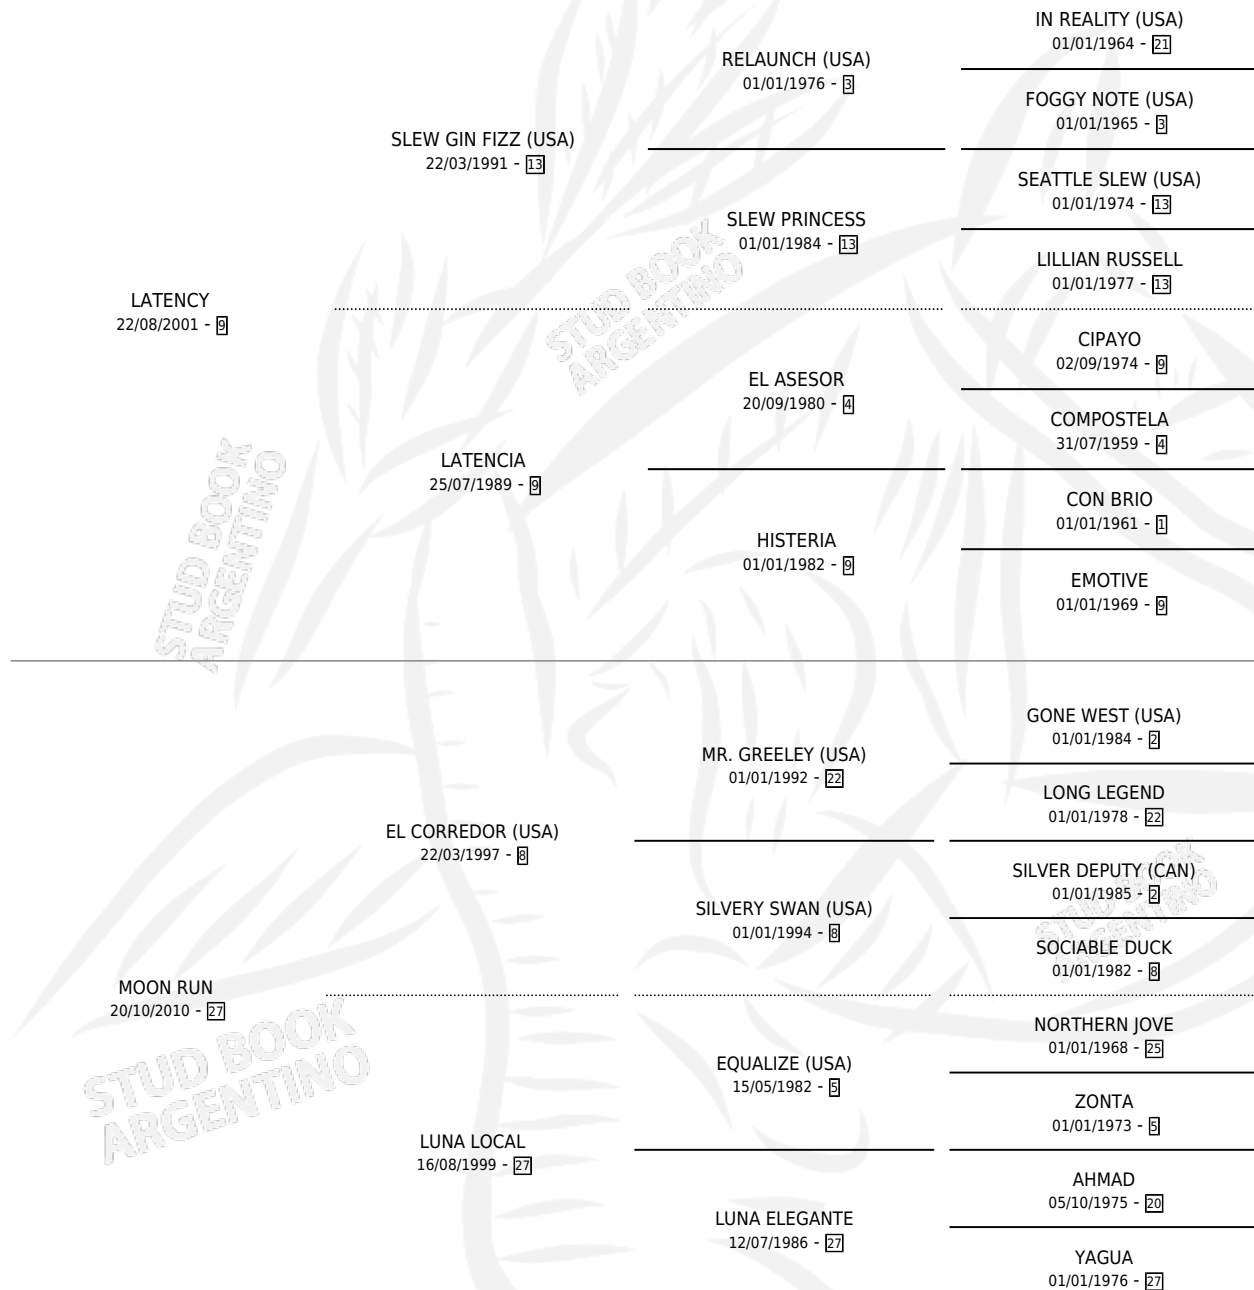 IN REALITY (USA)
01/01/1964 - 21
RELAUNCH (USA)
01/01/1976 - 3
FOGGY NOTE (USA)
01/01/1965 - 3
SLEW GIN FIZZ (USA)
22/03/1991 - 13
SEATTLE SLEW (USA)
01/01/1974 - 13
SLEW PRINCESS
01/01/1984 - 13
LILLIAN RUSSELL
01/01/1977 - 13
LATENCY
22/08/2001 - 9
CIPAYO
02/09/1974 - 9
EL ASESOR
20/09/1980 - 4
COMPOSTELA
31/07/1959 - 4
LATENCIA
25/07/1989 - 9
CON BRIO
01/01/1961 - 1
HISTERIA
01/01/1982 - 9
EMOTIVE
01/01/1969 - 9
GONE WEST (USA)
01/01/1984 - 2
MR. GREELEY (USA)
01/01/1992 - 22
LONG LEGEND
01/01/1978 - 22
EL CORREDOR (USA)
22/03/1997 - 8
SILVER DEPUTY (CAN)
01/01/1985 - 2
SILVERY SWAN (USA)
01/01/1994 - 8
SOCIABLE DUCK
01/01/1982 - 8
MOON RUN
20/10/2010 - 27
NORTHERN JOVE
01/01/1968 - 25
EQUALIZE (USA)
15/05/1982 - 5
ZONTA
01/01/1973 - 5
LUNA LOCAL
16/08/1999 - 27
AHMAD
05/10/1975 - 20
LUNA ELEGANTE
12/07/1986 - 27
YAGUA
01/01/1976 - 27
STUD BOOK
ARGENTINO
STUD BOOK
ARGENTINO
STUD BOOK
ARGENTINO
STUD BOOK
ARGENTINO